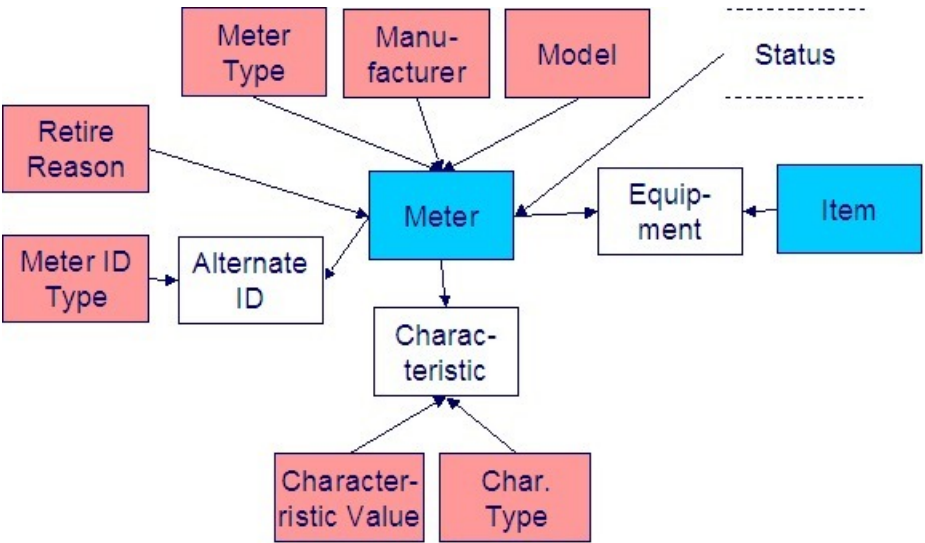 Meter
Type
Manu-
facturer
Model
Status
Retire
Reason
Meter
Equip-
ment
Item
Meter ID
Type
Alternate
ID
Charac-
teristic
Character-
ristic Value
Char.
Type